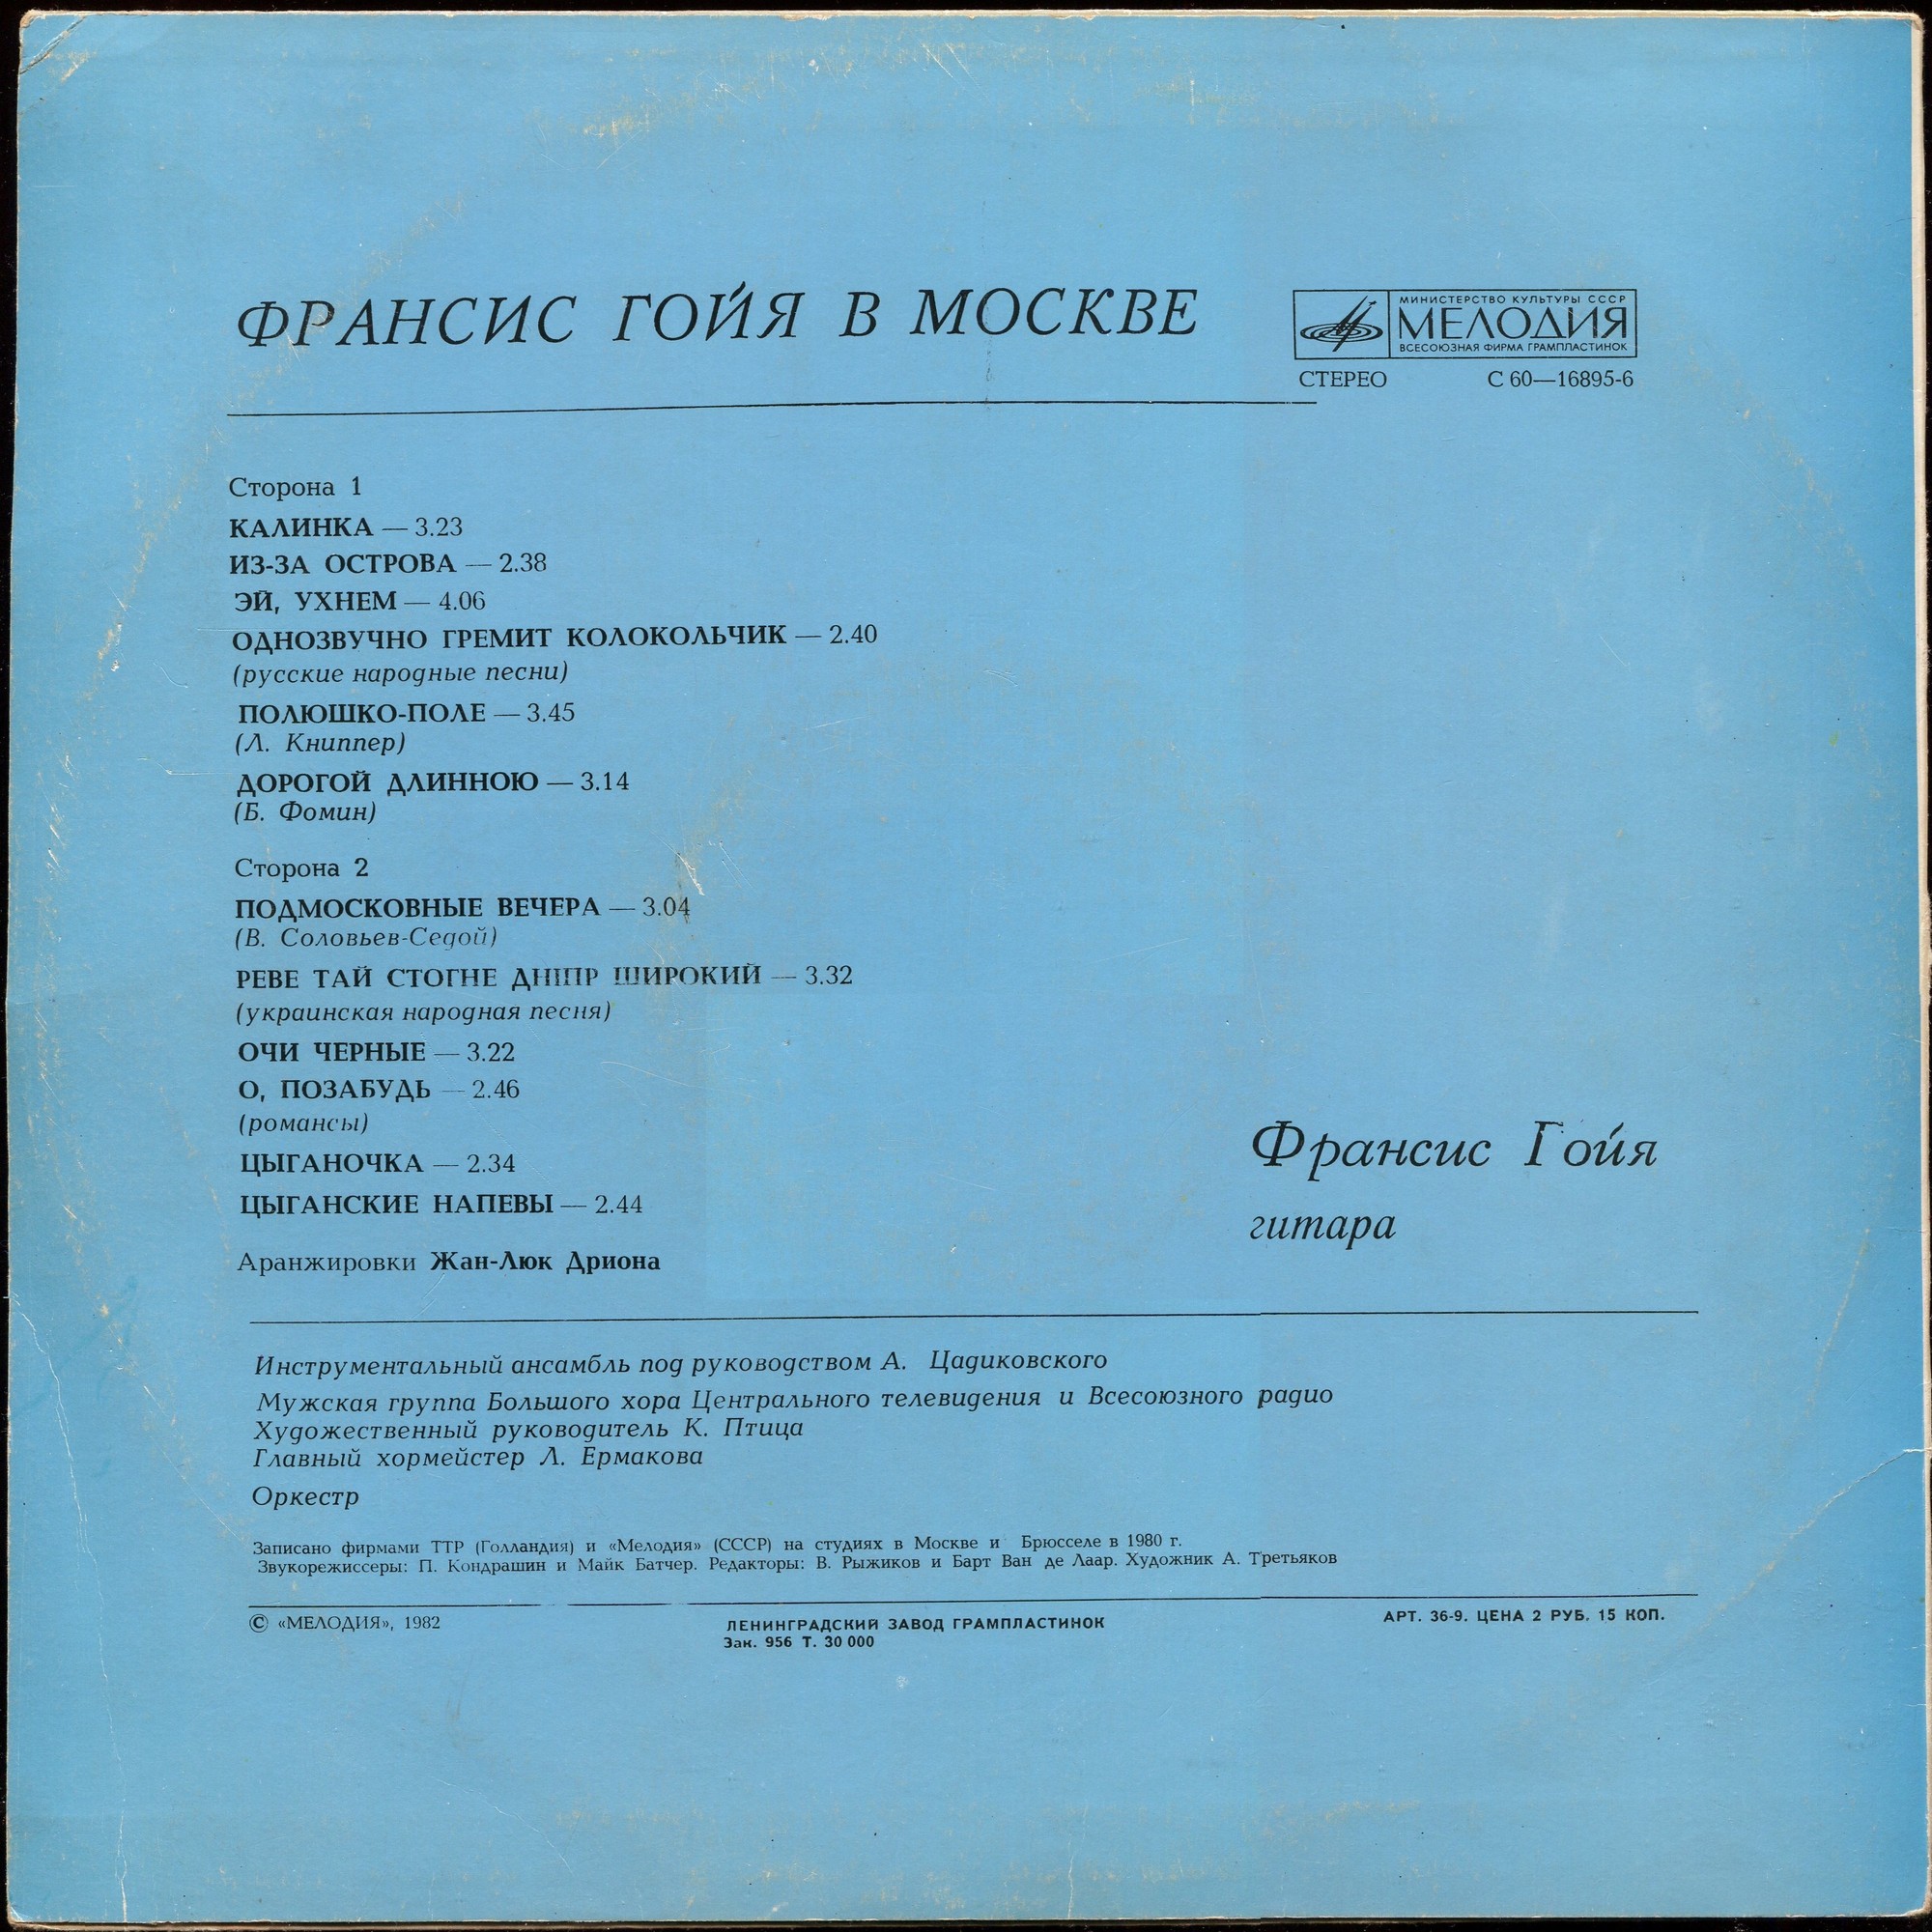 ФРАНСИС ГОЙЯ В МОСКВЕ
МИНИСТЕРСТВО КУЛЬТУРЫ СССР
МЕЛОДИЯ
ВСЕСОЮЗНАЯ ФИРМА ГРАМПЛАСТИНОК
СТЕРЕО С 60—16895-6
Сторона 1
КАЛИНКА — 3.23
ИЗ-ЗА ОСТРОВА — 2.38
ЭЙ, УХНЕМ — 4.06
ОДНОЗВУЧНО ГРЕМИТ КОЛОКОЛЬЧИК — 2.40
(русские народные песни)
ПОЛЮШКО-ПОЛЕ — 3.45
(Л. Книппер)
ДОРОГОЙ ДЛИННОЮ — 3.14
(Б. Фомин)
Сторона 2
ПОДМОСКОВНЫЕ ВЕЧЕРА — 3.04
(В. Соловьев-Седой)
РЕВЕ ТАЙ СТОГНЕ ДНІПР ШИРОКИЙ — 3.32
(украинская народная песня)
ОЧИ ЧЕРНЫЕ — 3.22
О, ПОЗАБУДЬ — 2.46
(романсы)
ЦЫГАНОЧКА — 2.34
ЦЫГАНСКИЕ НАПЕВЫ — 2.44
Аранжировки Жан-Люк Дриона
Франсис Гойя
гитара
Инструментальный ансамбль под руководством А. Цадиковского
Мужская группа Большого хора Центрального телевидения и Всесоюзного радио
Художественный руководитель К. Птица
Главный хормейстер Л. Ермакова
Оркестр
Записано фирмами ТТР (Голландия) и «Мелодия» (СССР) на студиях в Москве и Брюсселе в 1980 г.
Звукорежиссеры: П. Кондрашин и Майк Батчер. Редакторы: В. Рыжиков и Барт Ван де Лаар. Художник А. Третьяков
© «МЕЛОДИЯ», 1982
ЛЕНИНГРАДСКИЙ ЗАВОД ГРАМПЛАСТИНОК
Зак. 956 Т. 30 000
АРТ. 36-9. ЦЕНА 2 РУБ. 15 КОП.